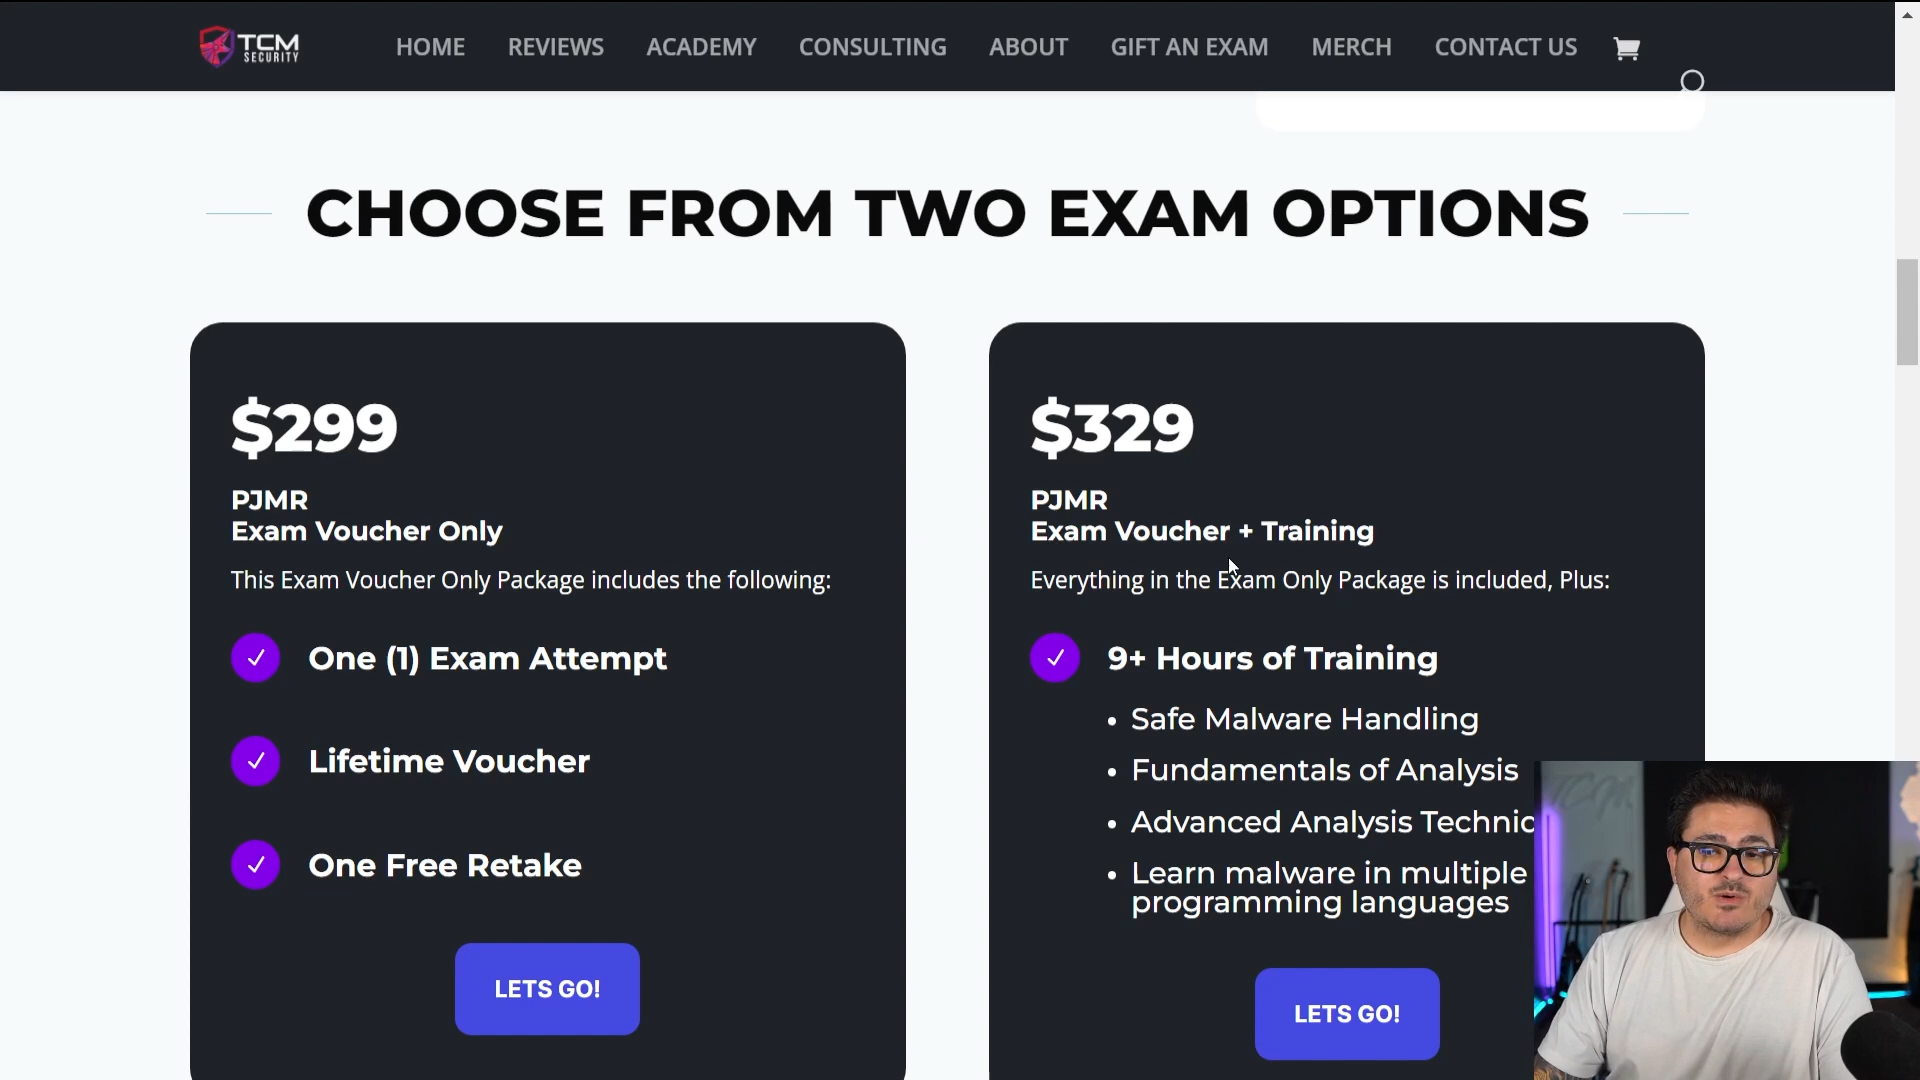 TCM
SECURITY
HOME
REVIEWS
ACADEMY
CONSULTING
ABOUT
GIFT AN EXAM
MERCH
CONTACT US
CHOOSE FROM TWO EXAM OPTIONS
$299
PJMR
Exam Voucher Only
This Exam Voucher Only Package includes the following:
One (1) Exam Attempt
Lifetime Voucher
One Free Retake
LETS GO!
$329
PJMR
Exam Voucher + Training
Everything in the Exam Only Package is included, Plus:
9+ Hours of Training
• Safe Malware Handling
• Fundamentals of Analysis
• Advanced Analysis Technic
• Learn malware in multiple
programming languages
LETS GO!